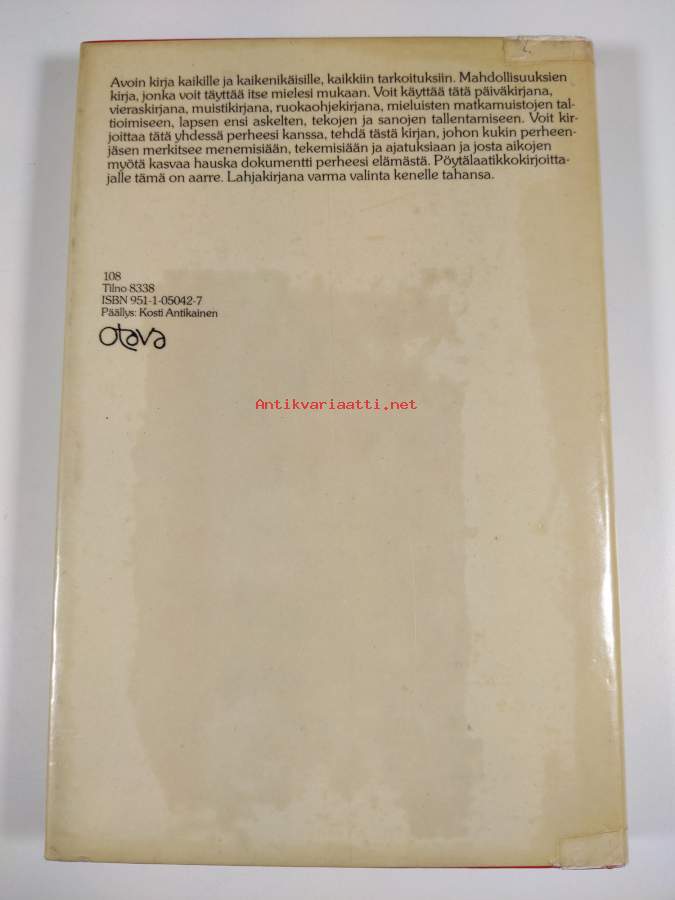 Avoin kirja kaikille ja kaikenikäisille, kaikkiin tarkoituksiin. Mahdollisuuksien
kirja, jonka voit täyttää itse mielesi mukaan. Voit käyttää tätä päiväkirjana,
vieraskirjana, muistikirjana, ruokaohjekirjana, mieluisten matkamuistojen tal-
tioimiseen, lapsen ensi askelten, tekojen ja sanojen tallentamiseen. Voit kir-
joittaa tätä yhdessä perheesi kanssa, tehdä tästä kirjan, johon kukin perheen-
jäsen merkitsee menemisiään, tekemisiään ja ajatuksiaan ja josta aikojen
myötä kasvaa hauska dokumentti perheesi elämästä. Pöytälaatikkokirjoitta-
jalle tämä on aarre. Lahjakirjana varma valinta kenelle tahansa.
108
Tilno 8338
ISBN 951-1-05042-7
Päällys: Kosti Antikainen
Otava
Antikvariaatti.net